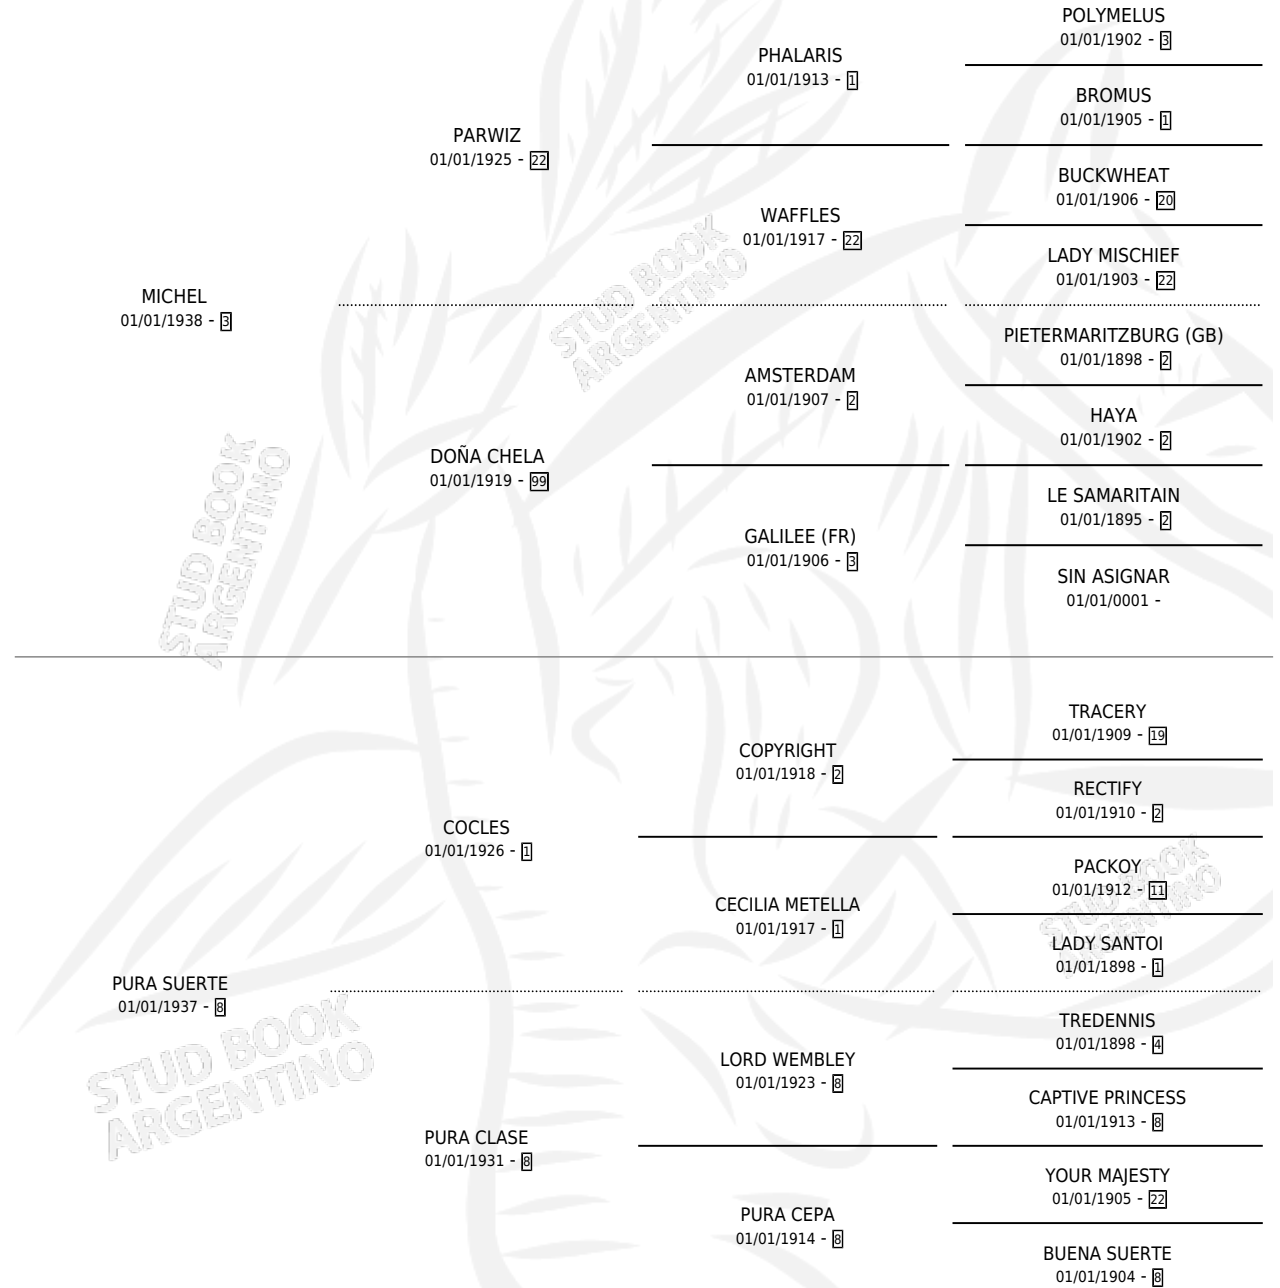 POLYMELUS
01/01/1902 - 3
PHALARIS
01/01/1913 - 1
BROMUS
01/01/1905 - 1
PARWIZ
01/01/1925 - 22
BUCKWHEAT
01/01/1906 - 20
WAFFLES
01/01/1917 - 22
LADY MISCHIEF
01/01/1903 - 22
MICHEL
01/01/1938 - 3
PIETERMARITZBURG (GB)
01/01/1898 - 2
AMSTERDAM
01/01/1907 - 2
HAYA
01/01/1902 - 2
DOÑA CHELA
01/01/1919 - 99
LE SAMARITAIN
01/01/1895 - 2
GALILEE (FR)
01/01/1906 - 3
SIN ASIGNAR
01/01/0001 -
TRACERY
01/01/1909 - 19
COPYRIGHT
01/01/1918 - 2
RECTIFY
01/01/1910 - 2
COCLES
01/01/1926 - 1
PACKOY
01/01/1912 - 11
CECILIA METELLA
01/01/1917 - 1
LADY SANTOI
01/01/1898 - 1
PURA SUERTE
01/01/1937 - 8
TREDENNIS
01/01/1898 - 4
LORD WEMBLEY
01/01/1923 - 8
CAPTIVE PRINCESS
01/01/1913 - 8
PURA CLASE
01/01/1931 - 8
YOUR MAJESTY
01/01/1905 - 22
PURA CEPA
01/01/1914 - 8
BUENA SUERTE
01/01/1904 - 8
STUD BOOK
ARGENTINO
STUD BOOK
ARGENTINO
STUD BOOK
ARGENTINO
STUD BOOK
ARGENTINO